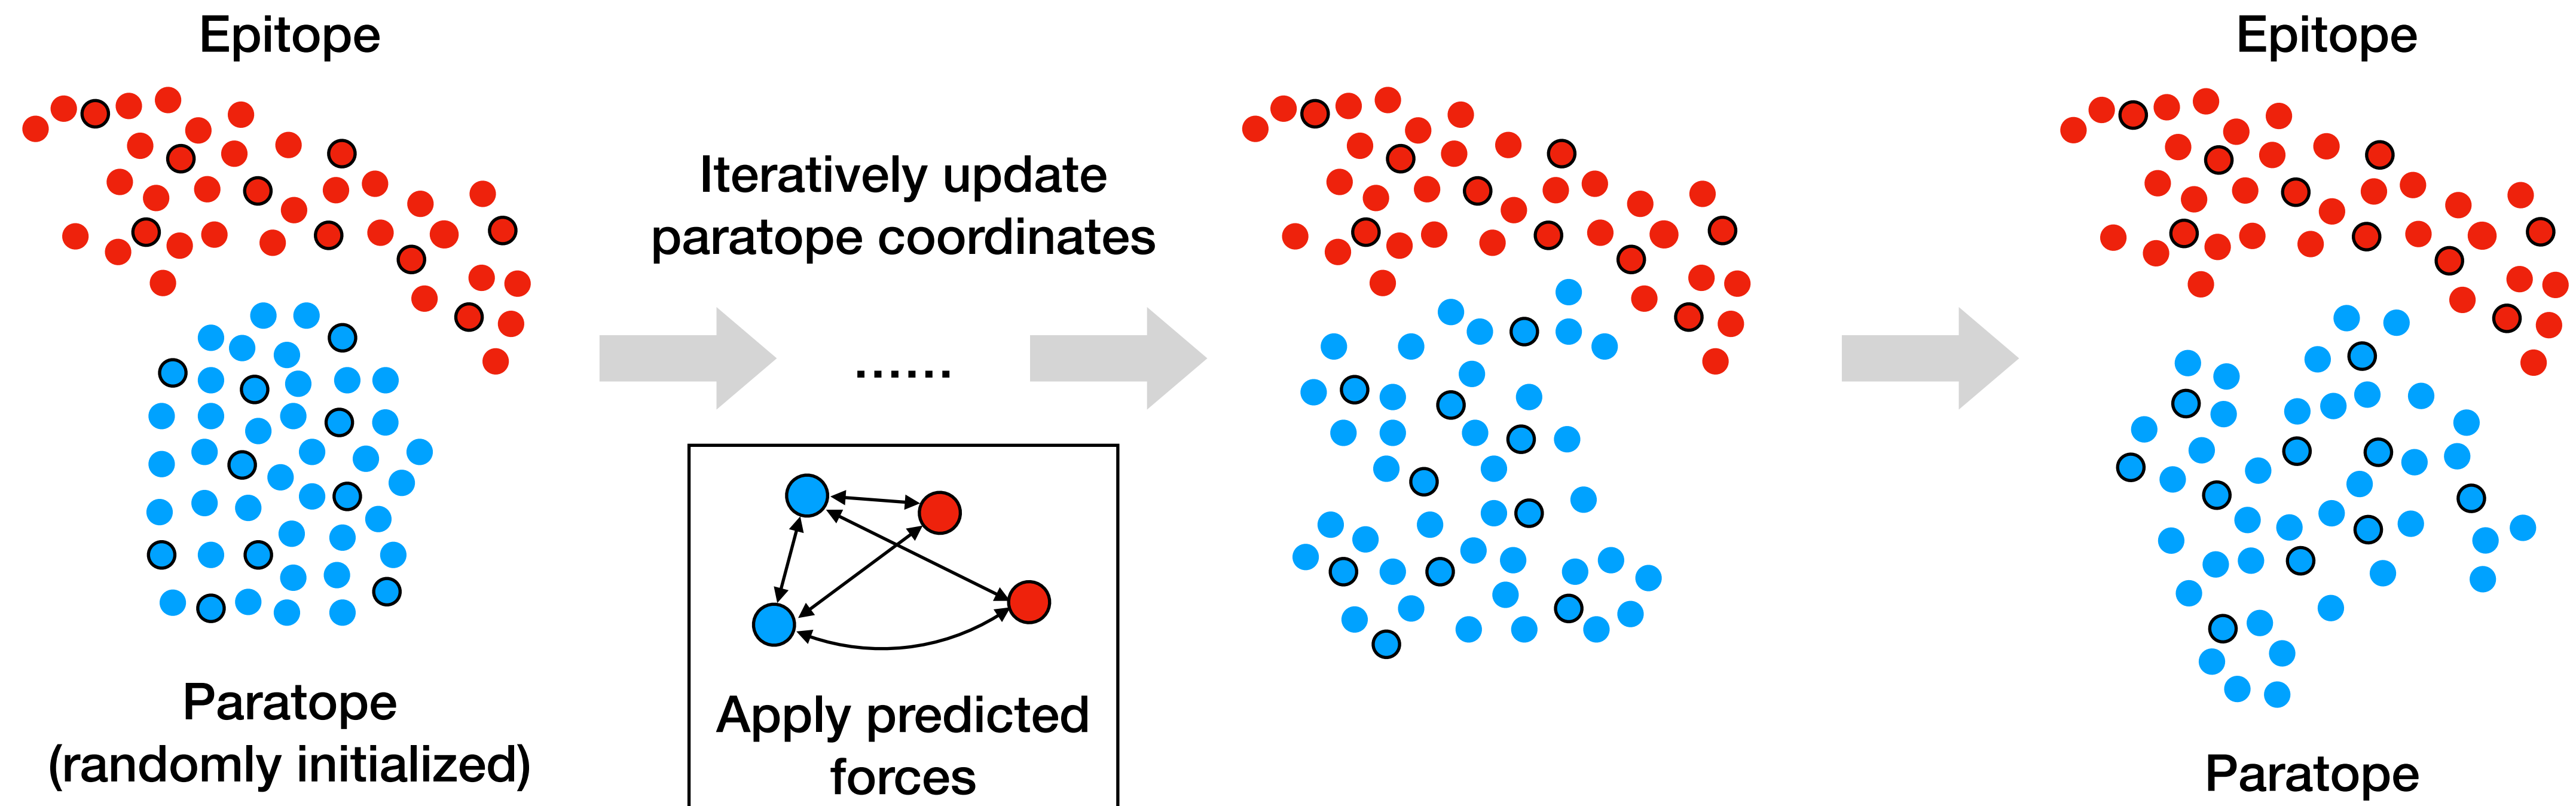 Epitope
Paratope
(randomly initialized)
Iteratively update
paratope coordinates
......
Apply predicted
forces
Epitope
Paratope